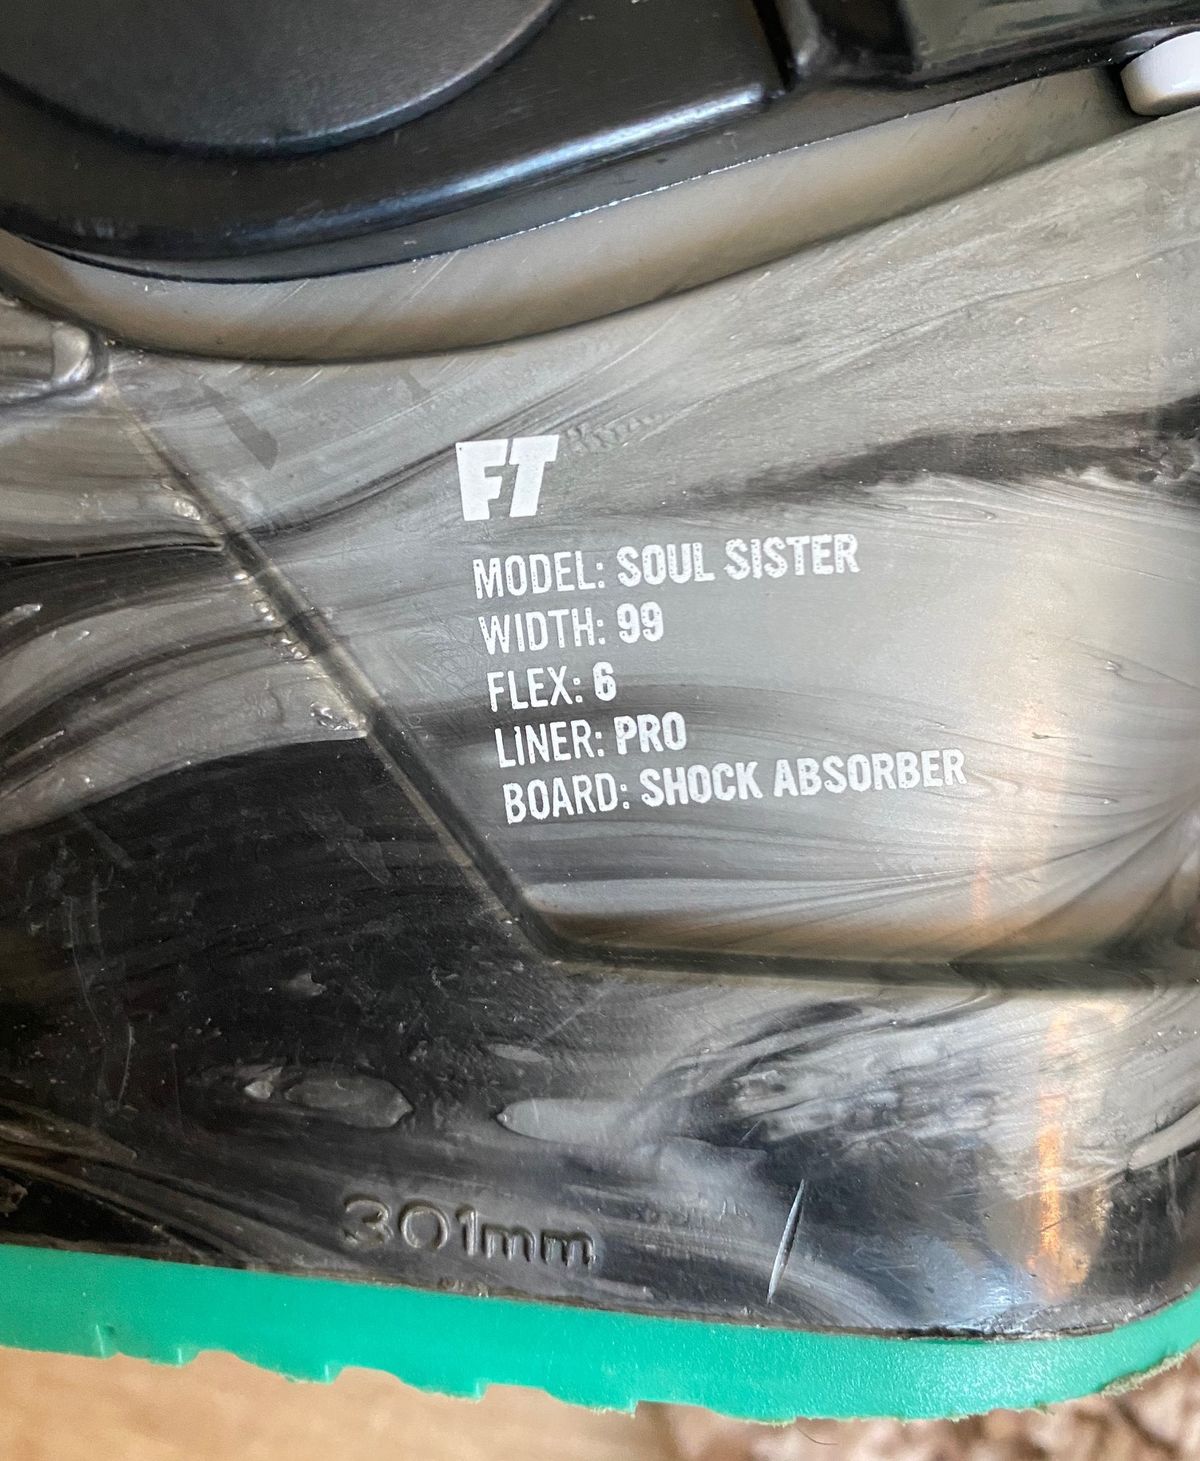 FT
MODEL: SOUL SISTER
WIDTH: 99
FLEX: 6
LINER: PRO
BOARD: SHOCK ABSORBER
301mm